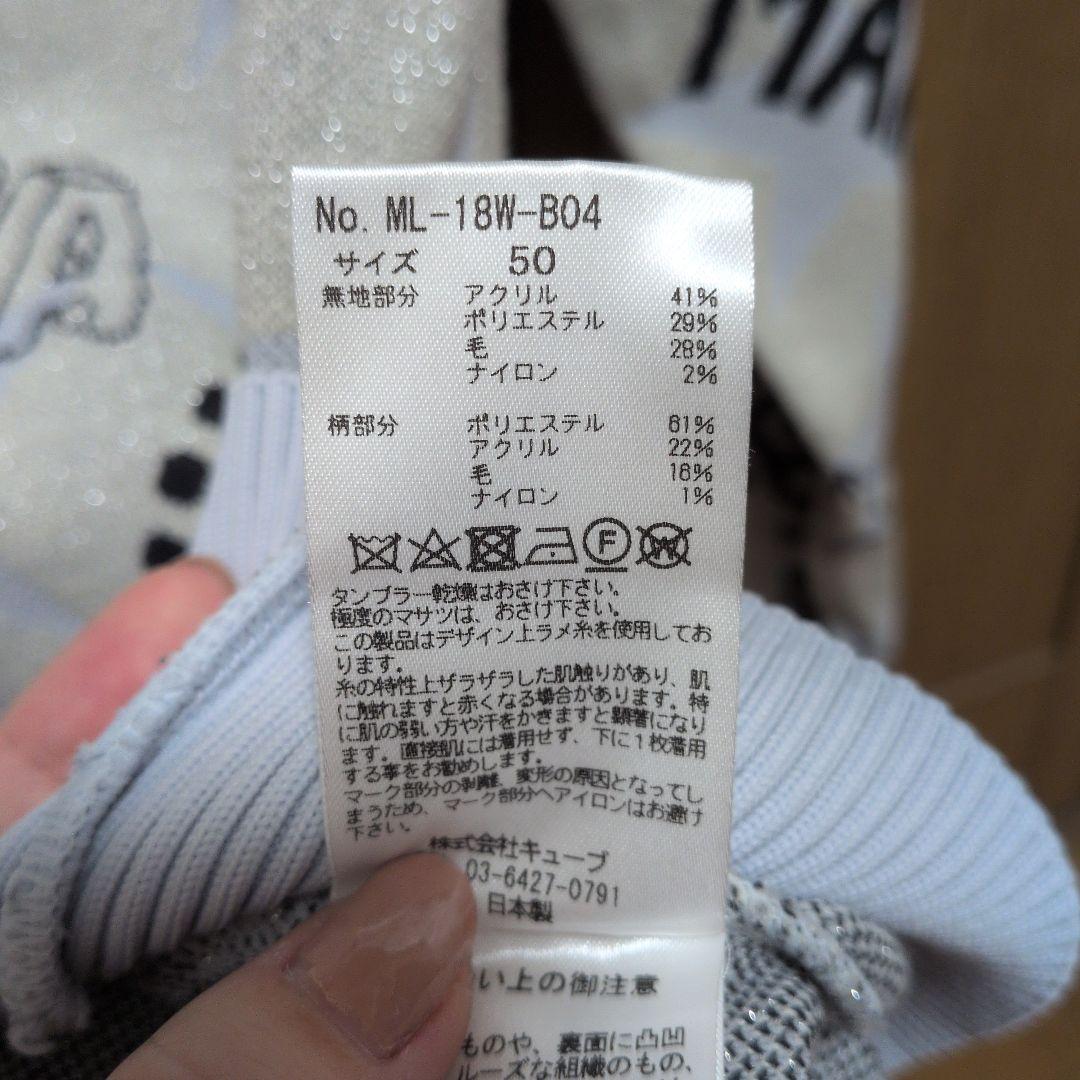 MA
VA
No. ML-18W-B04
サイズ 50
無地部分 アクリル 41%
ポリエステル 29%
毛 28%
ナイロン 2%
柄部分 ポリエステル 61%
アクリル 22%
毛 16%
ナイロン 1%
F
W
タンブラー乾燥はおさけ下さい。
極度のマサツは、おさけ下さい。
この製品はデザイン上ラメ糸を使用してお
ります。
糸の特性上ザラザラした肌触りがあり、肌
に触れますと赤くなる場合があります。特
に肌の弱い方や汗をかきますと顕著になり
ます。直接肌には着用せず、下に1枚着用
する事をお勧めします。
マーク部分の剥離、変形の原因となってし
まうため、マーク部分へアイロンはお避け
下さい。
株式会社キューブ
03-6427-0791
日本製
い上の御注意
ものや、裏面に凸凹
ルーズな組織のもの、